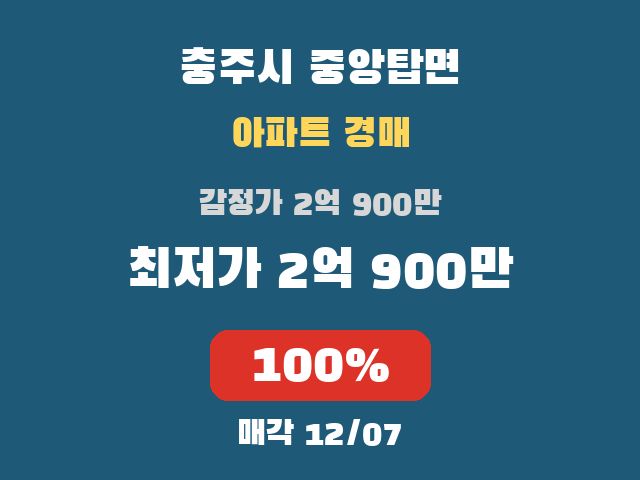 충주시 중앙탑면
아파트 경매
감정가 2억 900만
최저가 2억 900만
100%
매각 12/07